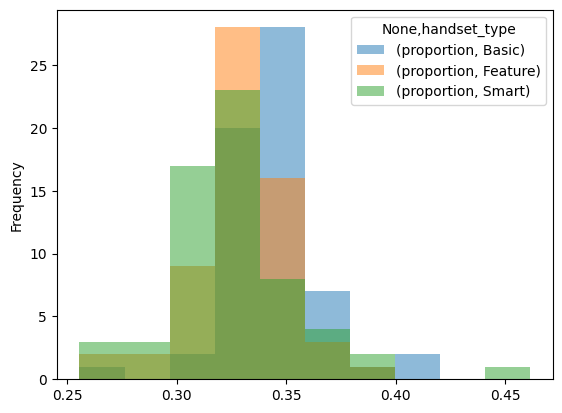 None,handset_type
(proportion, Basic)
(proportion, Feature)
(proportion, Smart)
Frequency
25
20
15
10
5
0
0.25 0.30 0.35 0.40 0.45